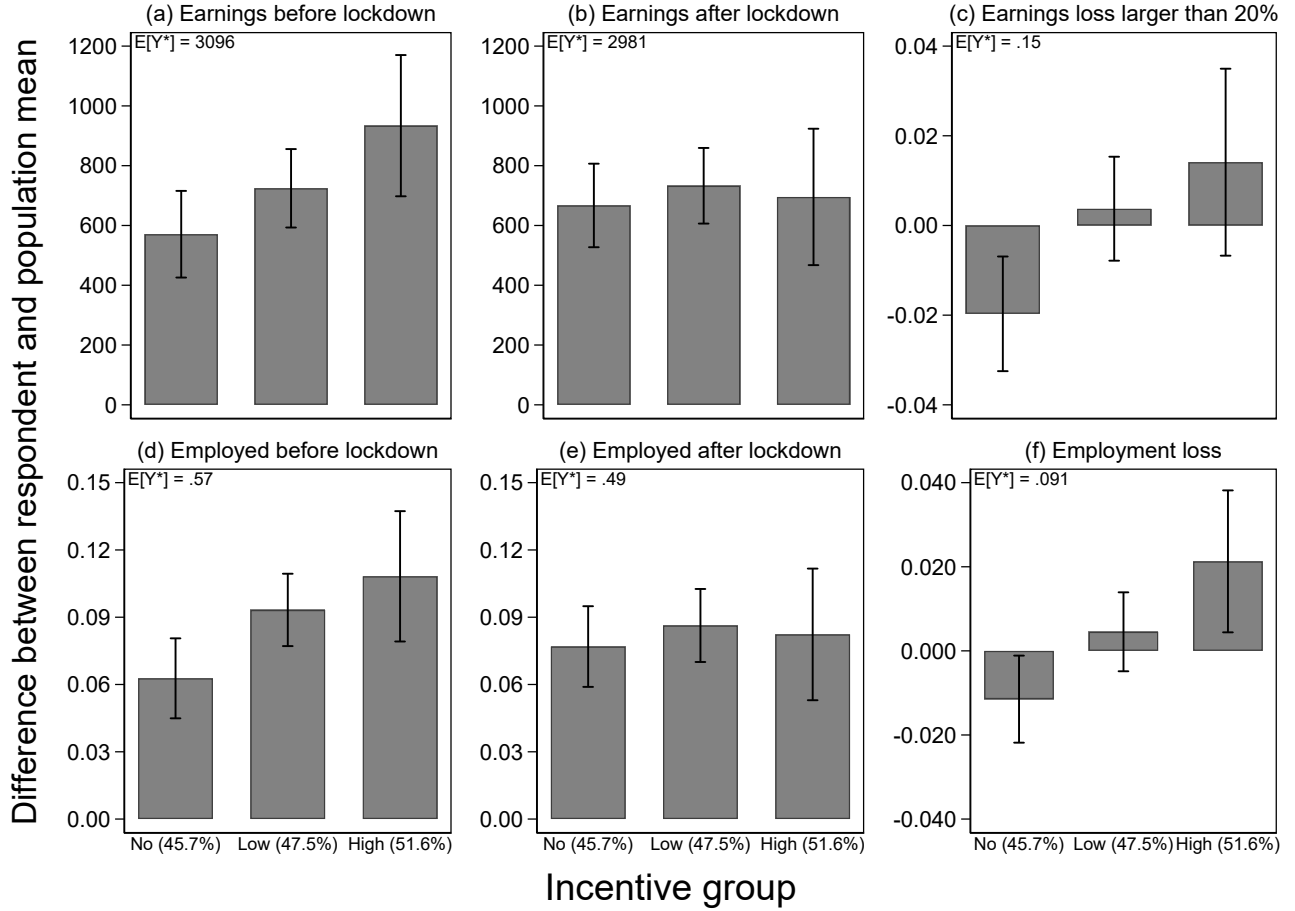 Difference between respondent and population mean
(a) Earnings before lockdown
E[Y*] = 3096
1200
1000
800
600
400
200
0
(b) Earnings after lockdown
E[Y*] = 2981
1200
1000
800
600
400
200
0
(c) Earnings loss larger than 20%
E[Y*] = .15
0.04
0.02
0.00
-0.02
-0.04
(d) Employed before lockdown
E[Y*] = .57
0.15
0.12
0.09
0.06
0.03
0.00
No (45.7%) Low (47.5%) High (51.6%)
(e) Employed after lockdown
E[Y*] = .49
0.15
0.12
0.09
0.06
0.03
0.00
No (45.7%) Low (47.5%) High (51.6%)
(f) Employment loss
E[Y*] = .091
0.040
0.020
0.000
-0.020
-0.040
No (45.7%) Low (47.5%) High (51.6%)
Incentive group